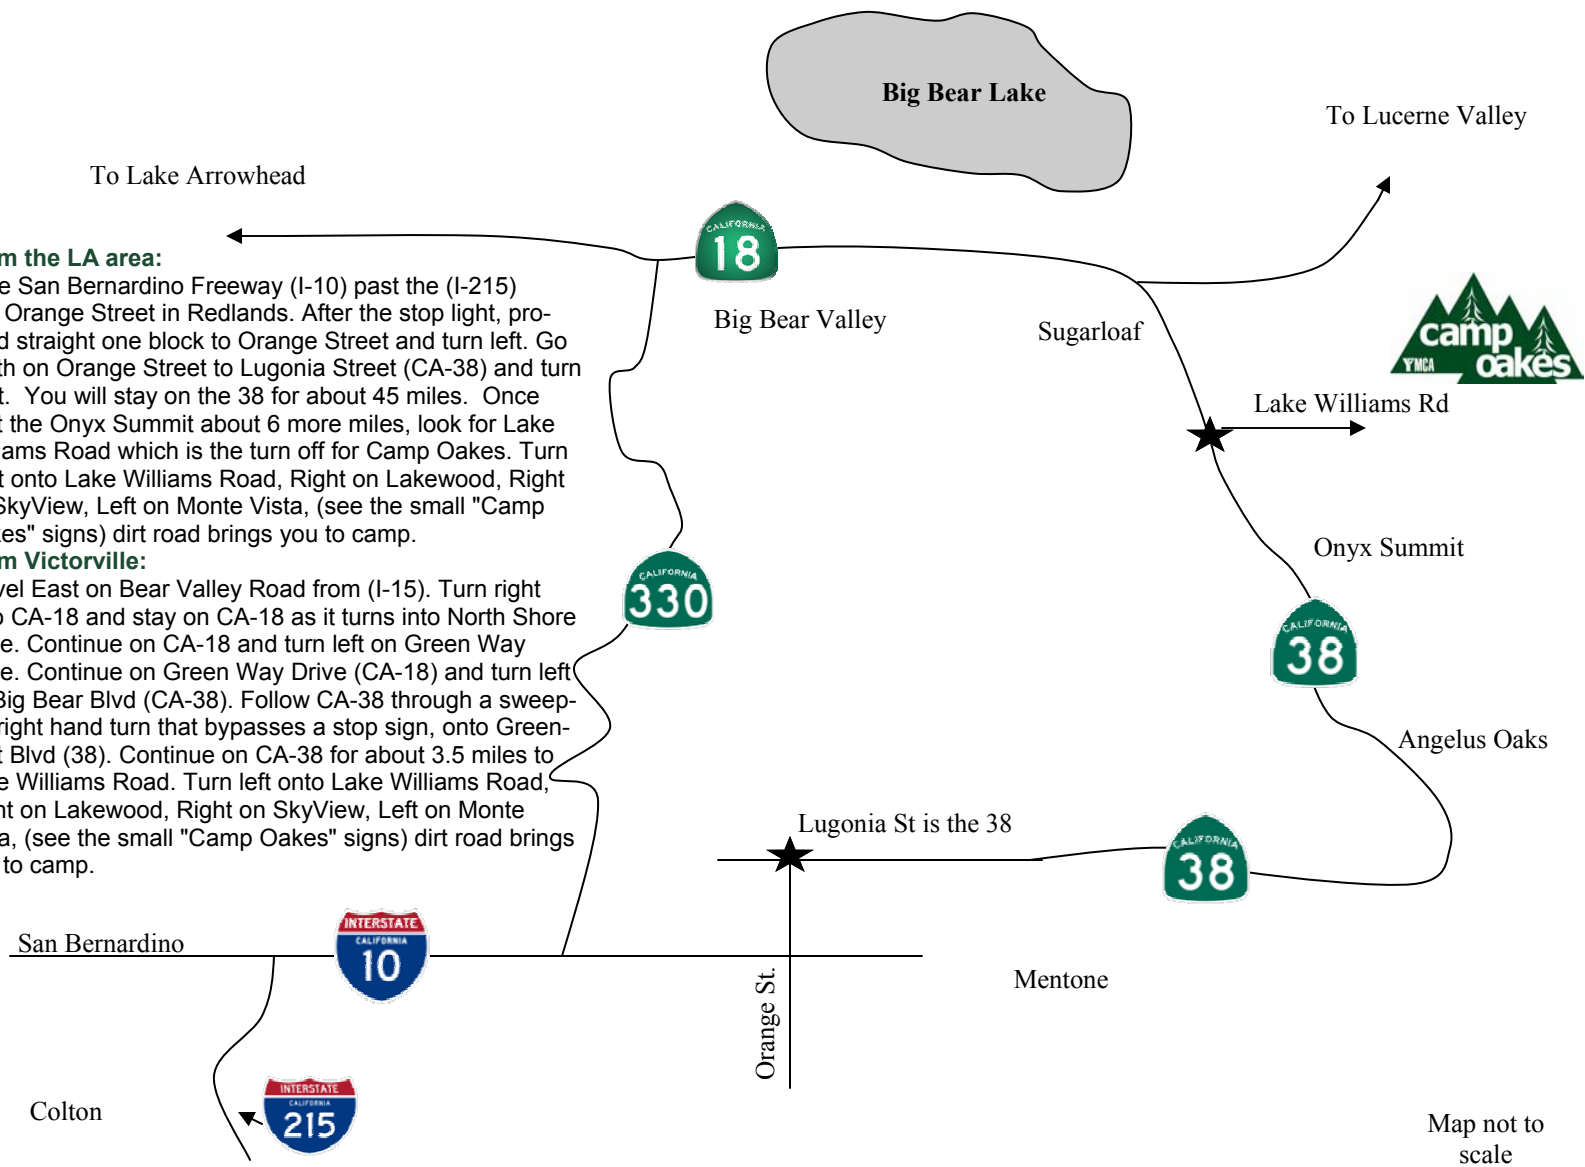 Big Bear Lake
To Lucerne Valley
To Lake Arrowhead
CALIFORNIA
18
m the LA area:
e San Bernardino Freeway (I-10) past the (I-215)
Orange Street in Redlands. After the stop light, pro-
d straight one block to Orange Street and turn left. Go
th on Orange Street to Lugonia Street (CA-38) and turn
t. You will stay on the 38 for about 45 miles. Once
t the Onyx Summit about 6 more miles, look for Lake
iams Road which is the turn off for Camp Oakes. Turn
t onto Lake Williams Road, Right on Lakewood, Right
SkyView, Left on Monte Vista, (see the small "Camp
kes" signs) dirt road brings you to camp.
m Victorville:
vel East on Bear Valley Road from (I-15). Turn right
o CA-18 and stay on CA-18 as it turns into North Shore
e. Continue on CA-18 and turn left on Green Way
e. Continue on Green Way Drive (CA-18) and turn left
Big Bear Blvd (CA-38). Follow CA-38 through a sweep-
right hand turn that bypasses a stop sign, onto Green-
t Blvd (38). Continue on CA-38 for about 3.5 miles to
e Williams Road. Turn left onto Lake Williams Road,
ht on Lakewood, Right on SkyView, Left on Monte
a, (see the small "Camp Oakes" signs) dirt road brings
to camp.
Big Bear Valley
Sugarloaf
camp
YMCA oakes
Lake Williams Rd
Onyx Summit
CALIFORNIA
330
CALIFORNIA
38
Angelus Oaks
Lugonia St is the 38
CALIFORNIA
38
San Bernardino
INTERSTATE
CALIFORNIA
10
Mentone
Orange St.
Colton
INTERSTATE
CALIFORNIA
215
Map not to
scale